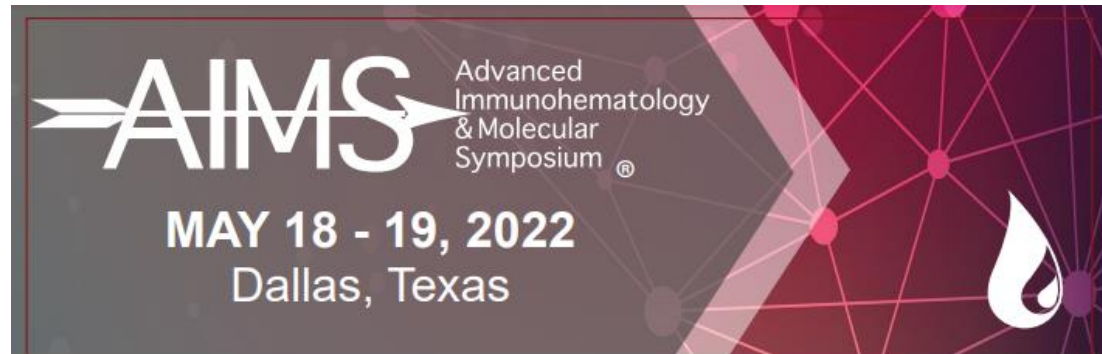 AIMS
Advanced
Immunohematology
& Molecular
Symposium ®
MAY 18 - 19, 2022
Dallas, Texas